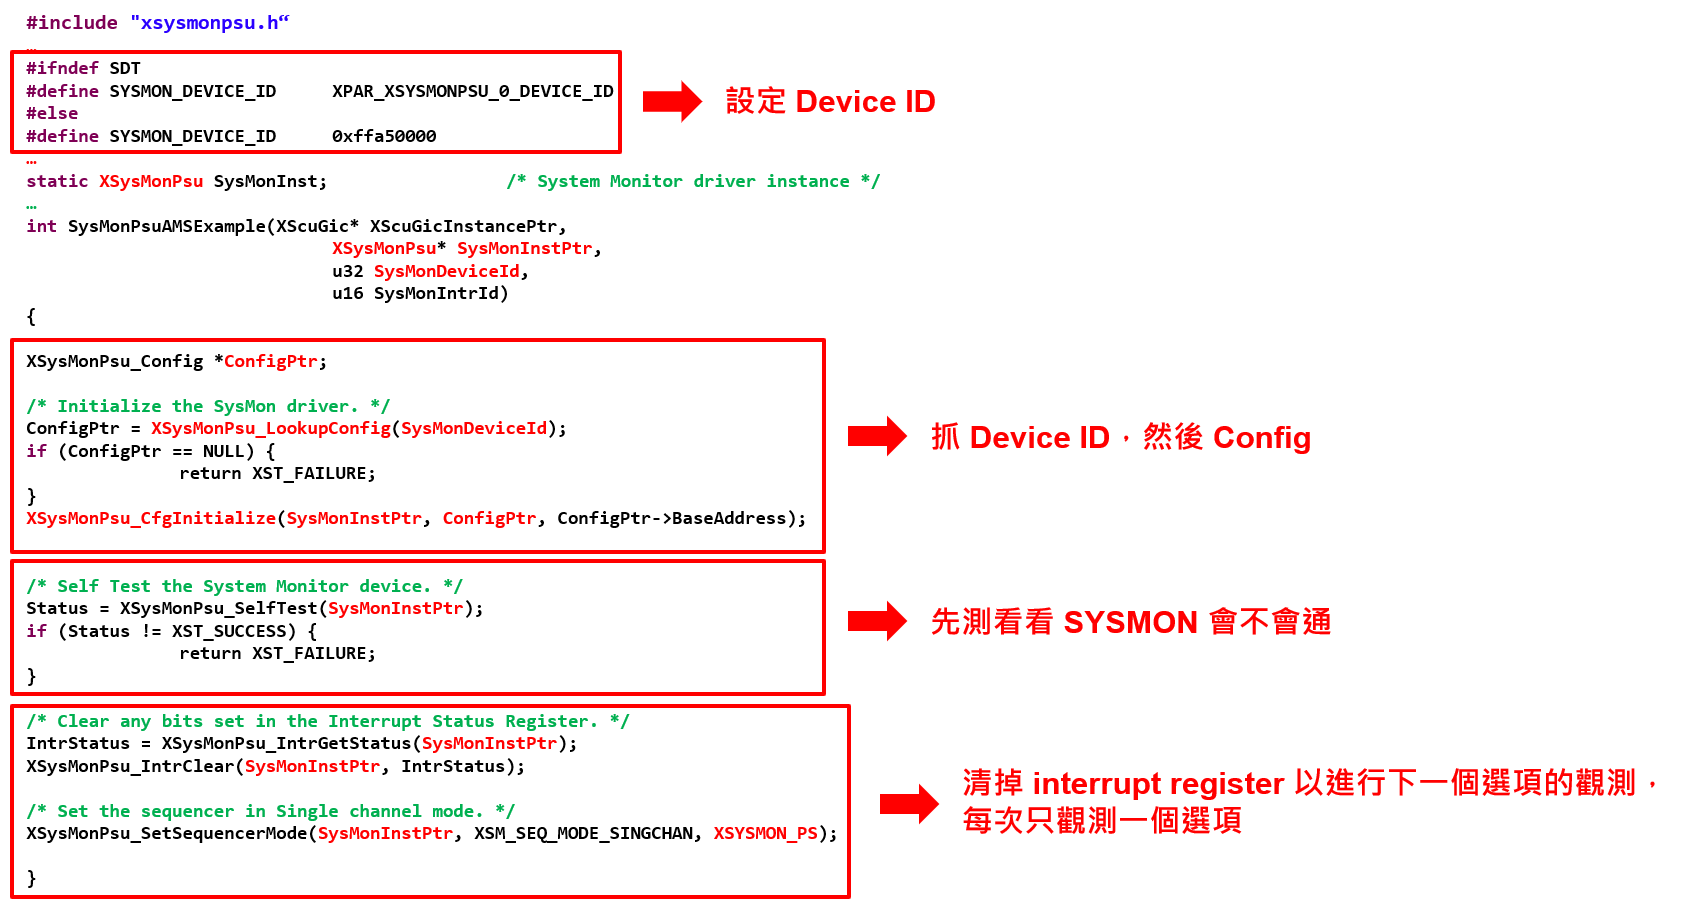 #include "xsysmonpsu.h“
…
#ifndef SDT
#define SYSMON_DEVICE_ID XPAR_XSYSMONPSU_0_DEVICE_ID
#else
#define SYSMON_DEVICE_ID 0xffa50000
設定 Device ID
…
static XSysMonPsu SysMonInst; /* System Monitor driver instance */
…
int SysMonPsuAMSExample(XScuGic* XScuGicInstancePtr,
XSysMonPsu* SysMonInstPtr,
u32 SysMonDeviceId,
u16 SysMonIntrId)
{
XSysMonPsu_Config *ConfigPtr;
/* Initialize the SysMon driver. */
ConfigPtr = XSysMonPsu_LookupConfig(SysMonDeviceId);
if (ConfigPtr == NULL) {
return XST_FAILURE;
}
XSysMonPsu_CfgInitialize(SysMonInstPtr, ConfigPtr, ConfigPtr->BaseAddress);
抓 Device ID，然後 Config
/* Self Test the System Monitor device. */
Status = XSysMonPsu_SelfTest(SysMonInstPtr);
if (Status != XST_SUCCESS) {
return XST_FAILURE;
}
先測看看 SYSMON 會不會通
/* Clear any bits set in the Interrupt Status Register. */
IntrStatus = XSysMonPsu_IntrGetStatus(SysMonInstPtr);
XSysMonPsu_IntrClear(SysMonInstPtr, IntrStatus);
/* Set the sequencer in Single channel mode. */
XSysMonPsu_SetSequencerMode(SysMonInstPtr, XSM_SEQ_MODE_SINGCHAN, XSYSMON_PS);
}
清掉 interrupt register 以進行下一個選項的觀測，
每次只觀測一個選項